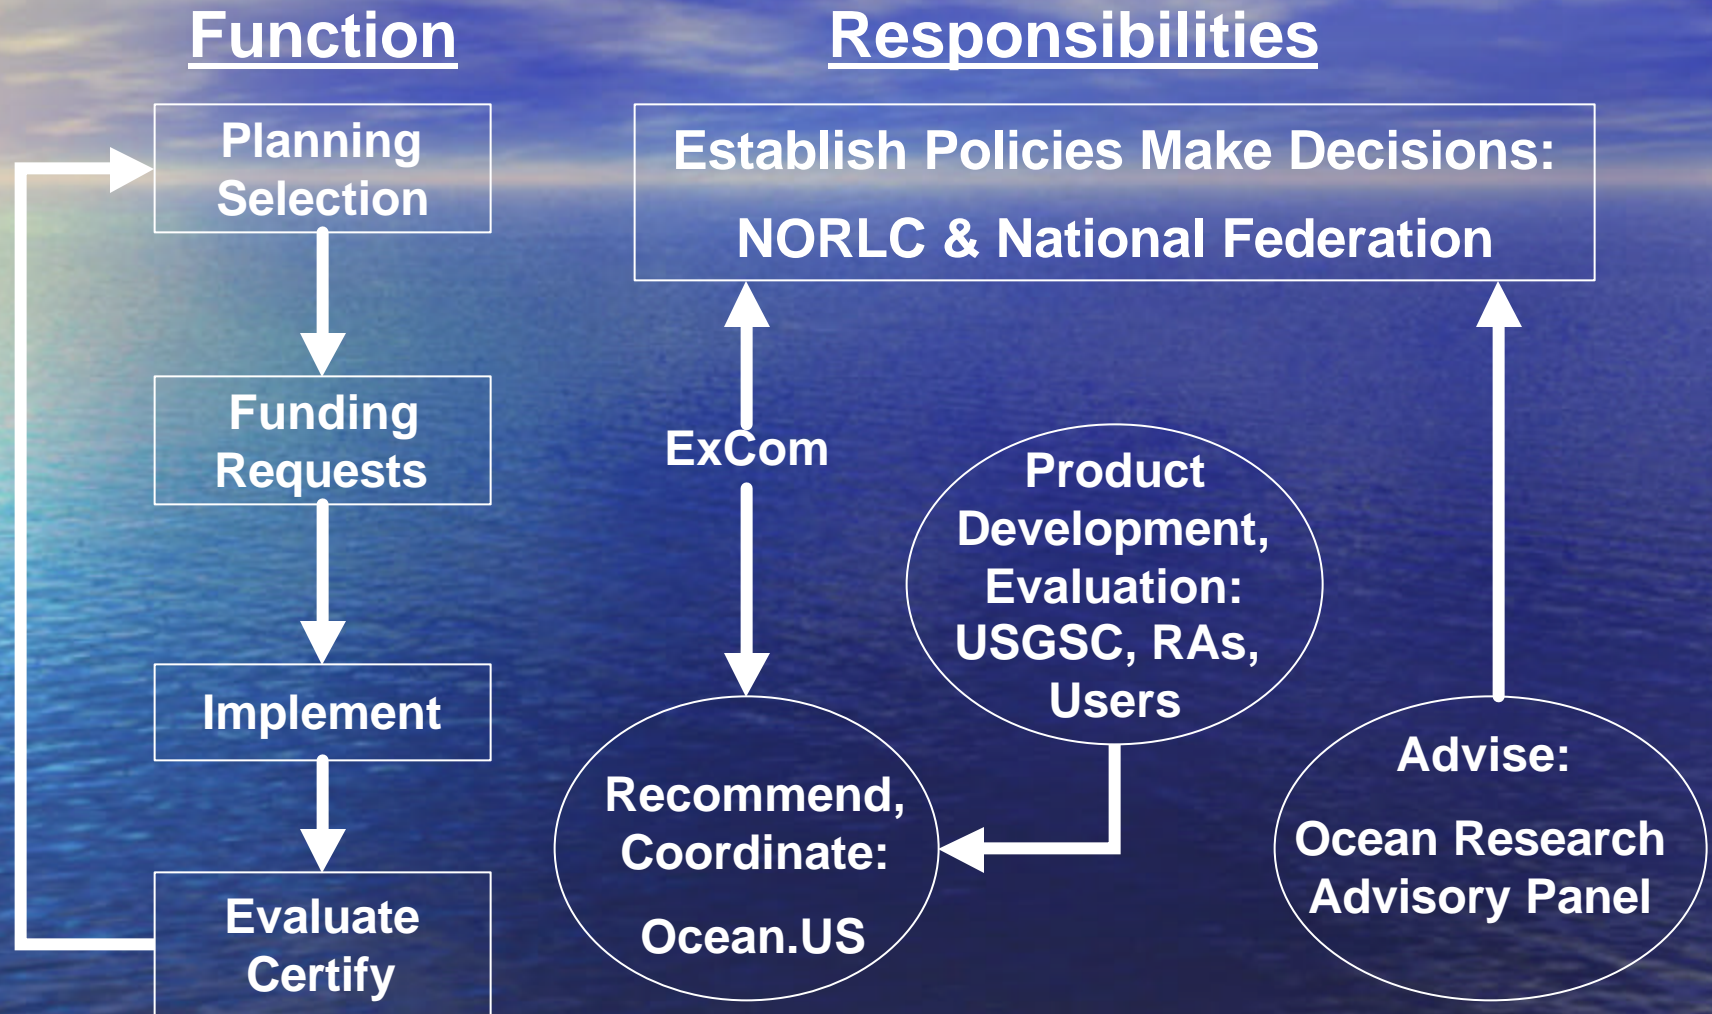 Function
Planning
Selection
Funding
Requests
Implement
Evaluate
Certify
Responsibilities
Establish Policies Make Decisions:
NORLC & National Federation
ExCom
Product
Development,
Evaluation:
USGSC, RAs,
Users
Recommend,
Coordinate:
Ocean.US
Advise:
Ocean Research
Advisory Panel